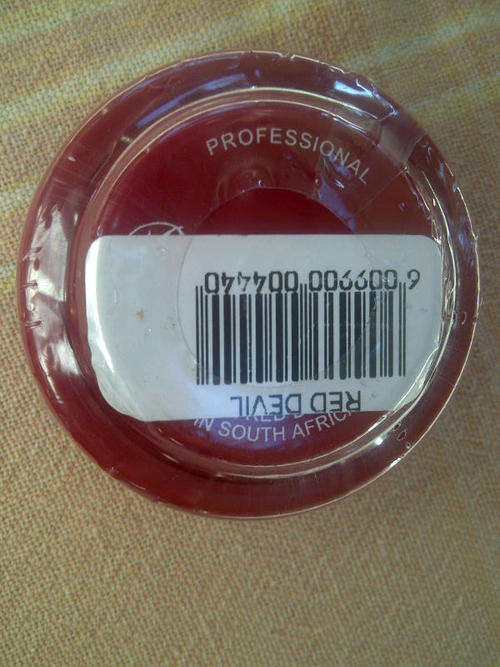 PROFESSIONAL
6 009900 004440
RED DEVIL
IN SOUTH AFRIC